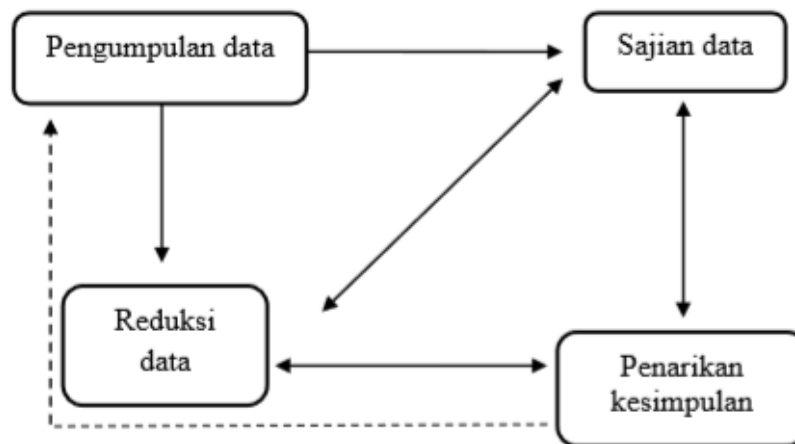 Pengumpulan data
Sajian data
Reduksi
data
Penarikan
kesimpulan